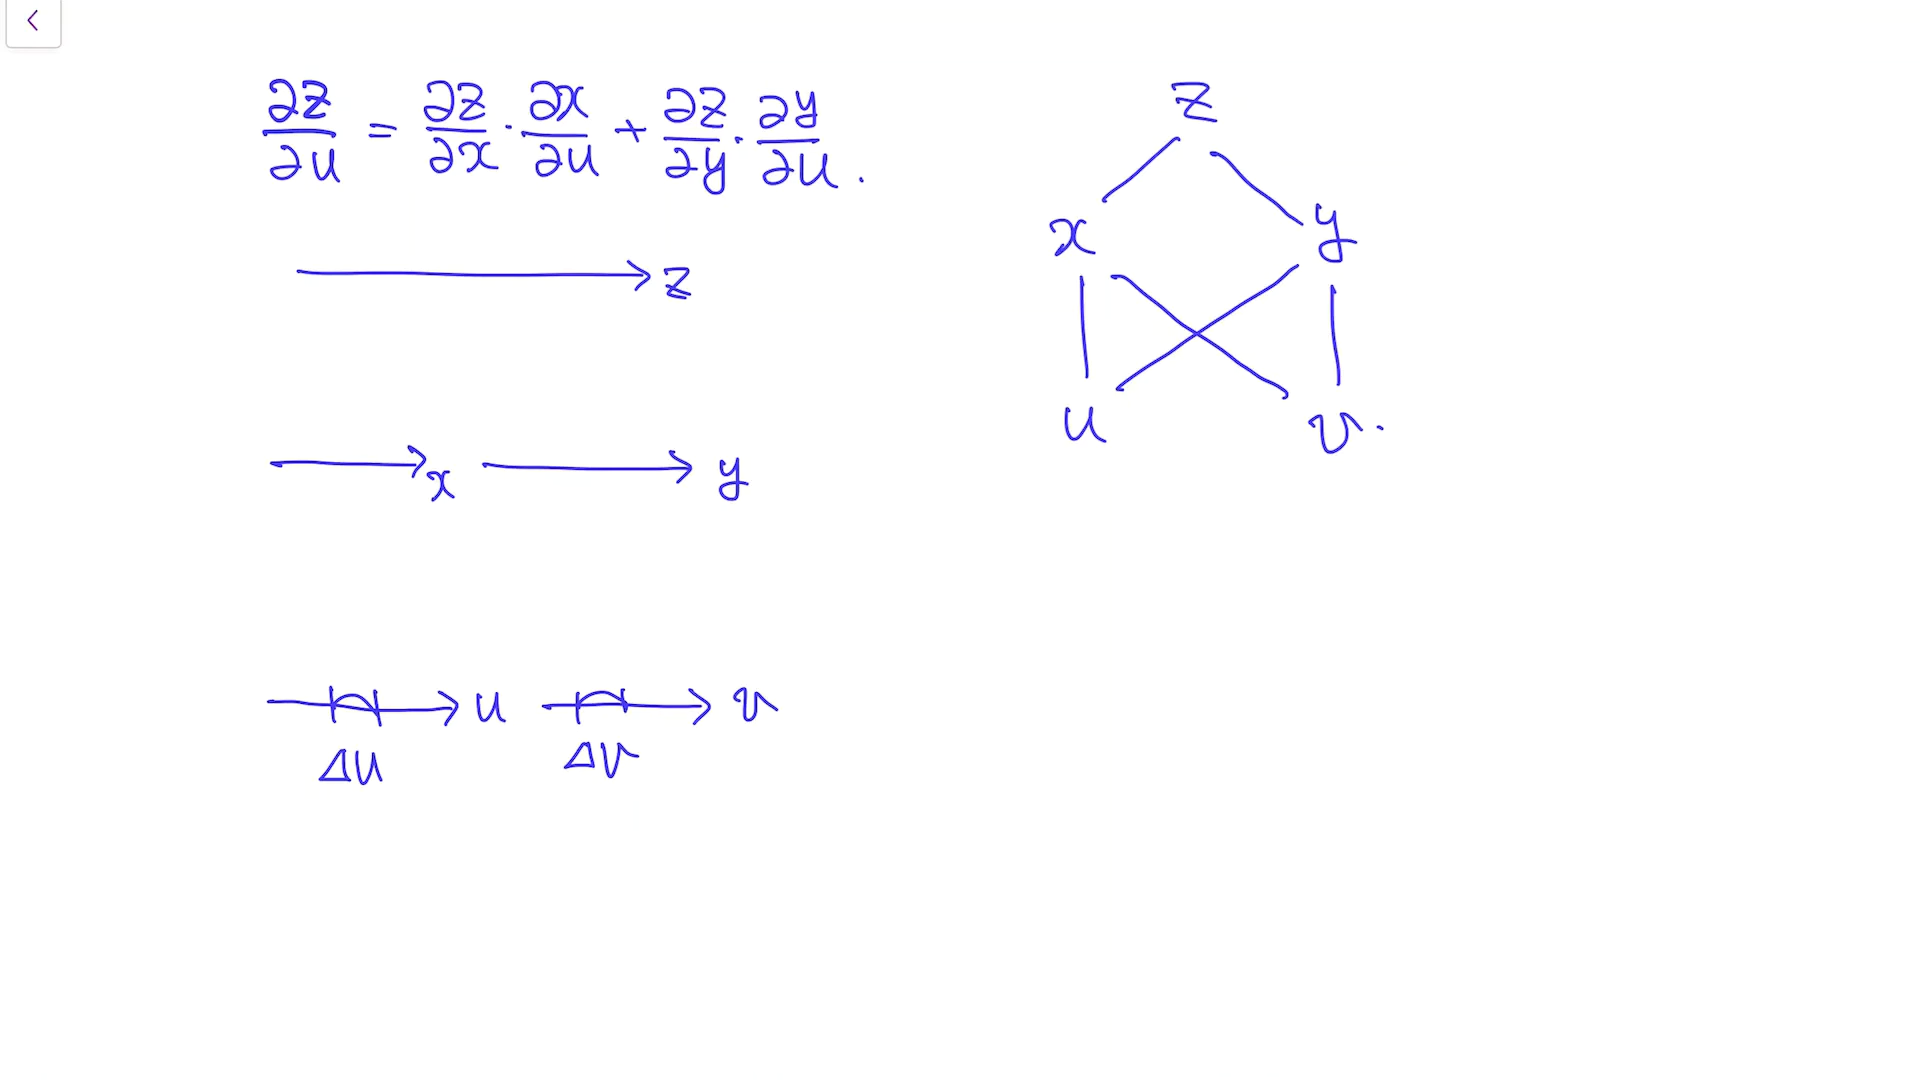 ∂z/∂u = ∂z/∂x · ∂x/∂u + ∂z/∂y · ∂y/∂u .
z
x y
u v
Δu Δv
z
x y
u v .